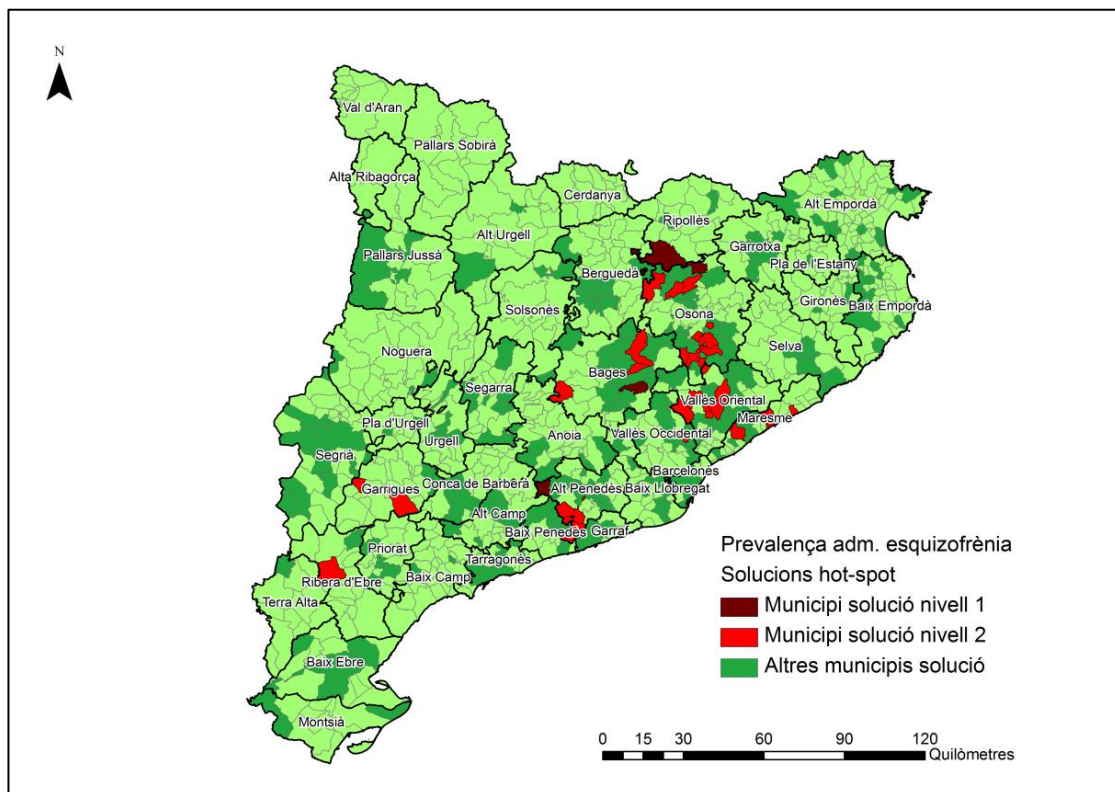 N
Val d'Aran
Pallars Sobirà
Alta Ribagorça
Cerdanya
Alt Empordà
Ripollès
Alt Urgell
Garrotxa
Pallars Jussà
Pla de l'Estany
Berguedà
Gironès
Baix Empordà
Solsonès
Osona
Selva
Noguera
Bages
Segarra
Vallès Oriental
Maresme
Pla d'Urgell
Urgell
Anoia
Vallès Occidental
Segrià
Barcelonès
Garrigues
Conca de Barberà
Alt Penedès
Baix Llobregat
Alt Camp
Baix Penedès
Garraf
Priorat
Tarragonès
Ribera d'Ebre
Baix Camp
Terra Alta
Baix Ebre
Montsià
Prevalença adm. esquizofrènia
Solucions hot-spot
Municipi solució nivell 1
Municipi solució nivell 2
Altres municipis solució
0 15 30 60 90 120
Quilòmetres